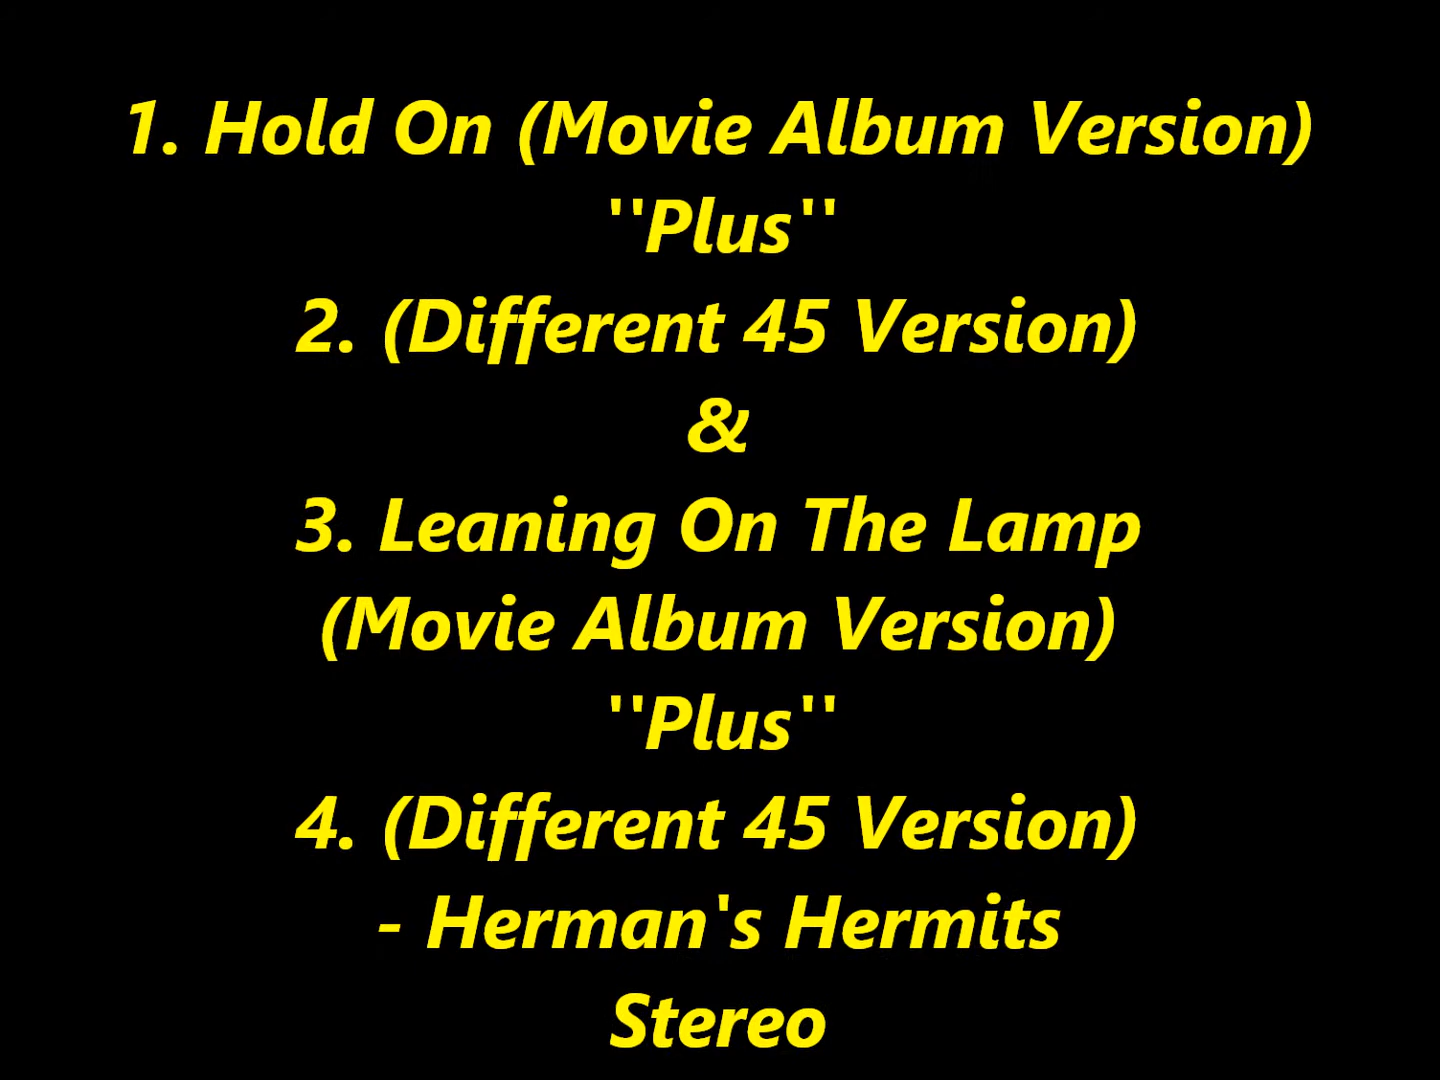 1. Hold On (Movie Album Version)
''Plus''
2. (Different 45 Version)
&
3. Leaning On The Lamp
(Movie Album Version)
''Plus''
4. (Different 45 Version)
- Herman's Hermits
Stereo